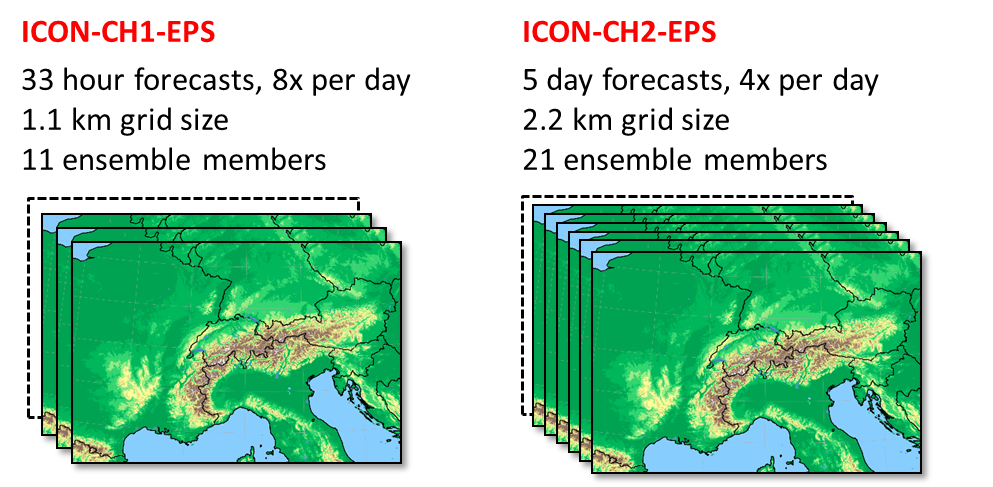 ICON-CH1-EPS
33 hour forecasts, 8x per day
1.1 km grid size
11 ensemble members
ICON-CH2-EPS
5 day forecasts, 4x per day
2.2 km grid size
21 ensemble members